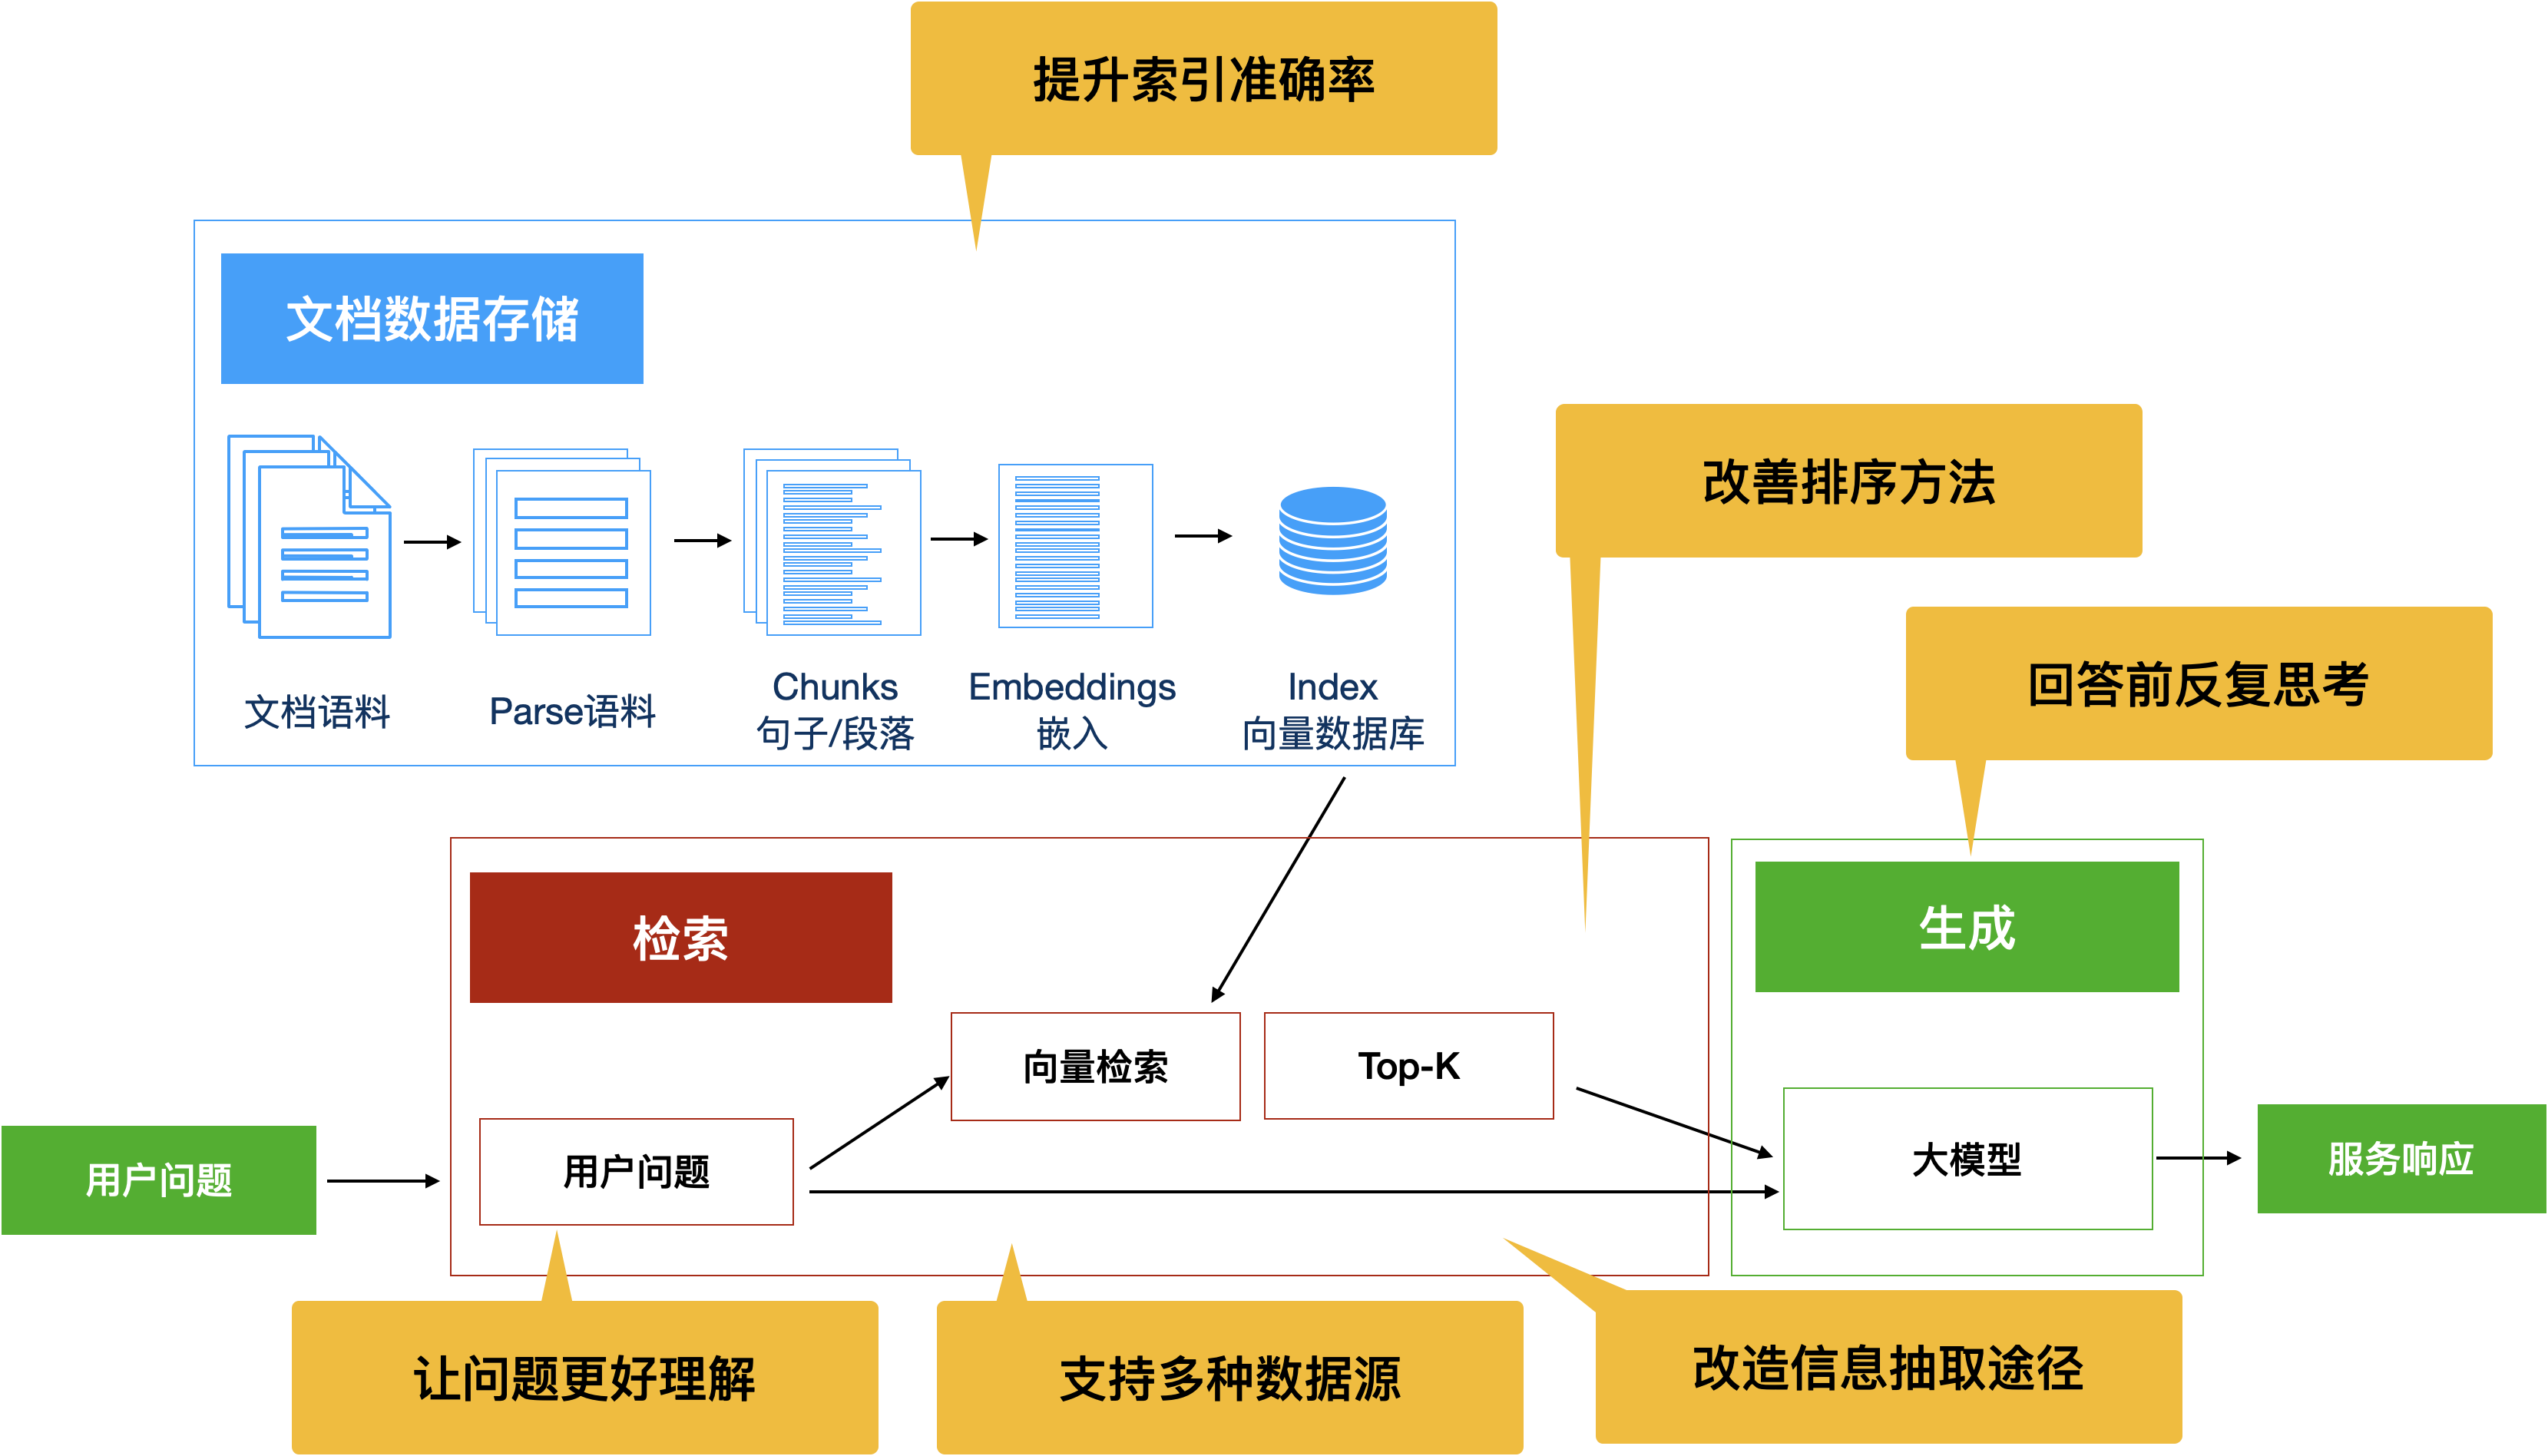 提升索引准确率
文档数据存储
文档语料
Parse语料
Chunks
句子/段落
Embeddings
嵌入
Index
向量数据库
改善排序方法
回答前反复思考
检索
生成
向量检索
Top-K
用户问题
用户问题
大模型
服务响应
让问题更好理解
支持多种数据源
改造信息抽取途径